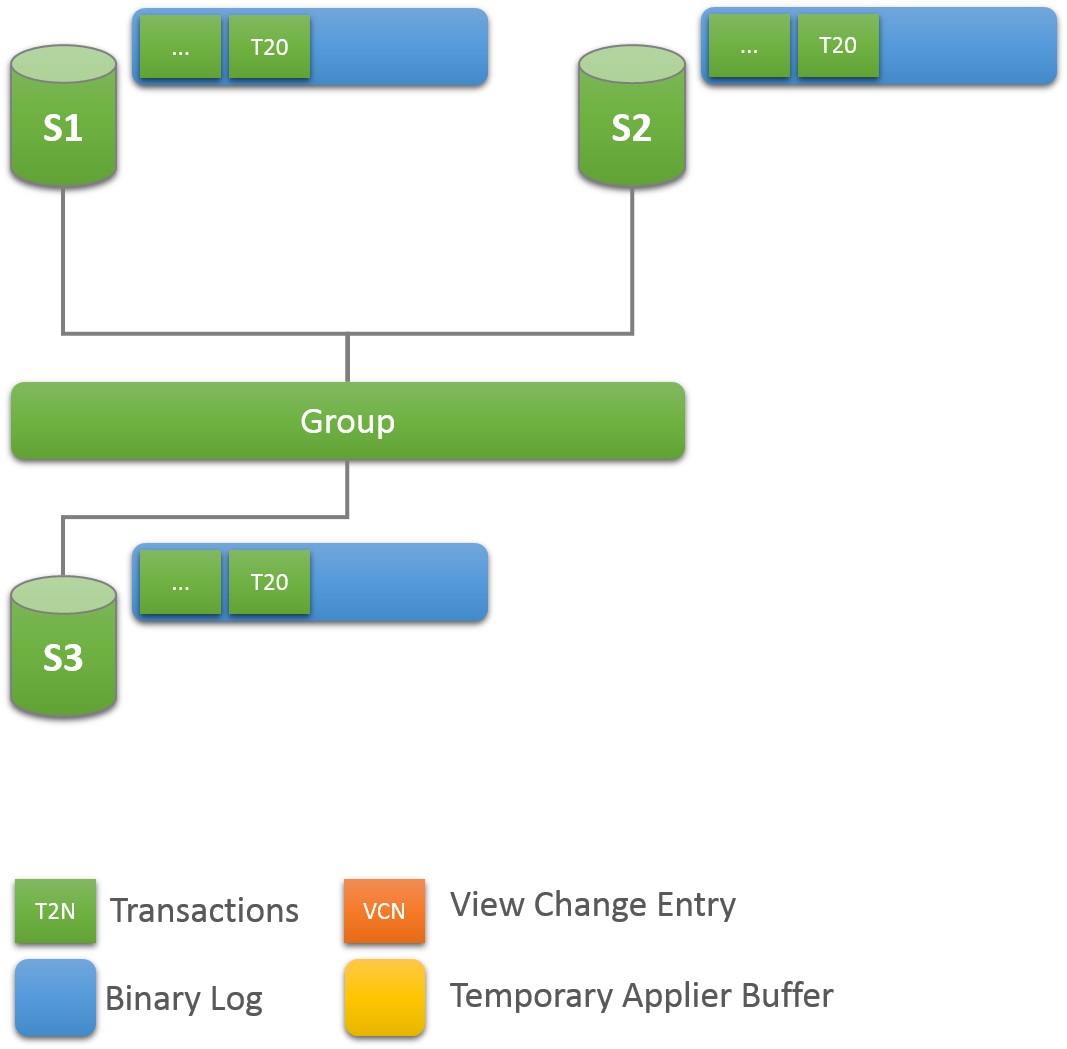 ... T20
... T20
S1
S2
Group
... T20
S3
T2N Transactions
VCN View Change Entry
Binary Log
Temporary Applier Buffer